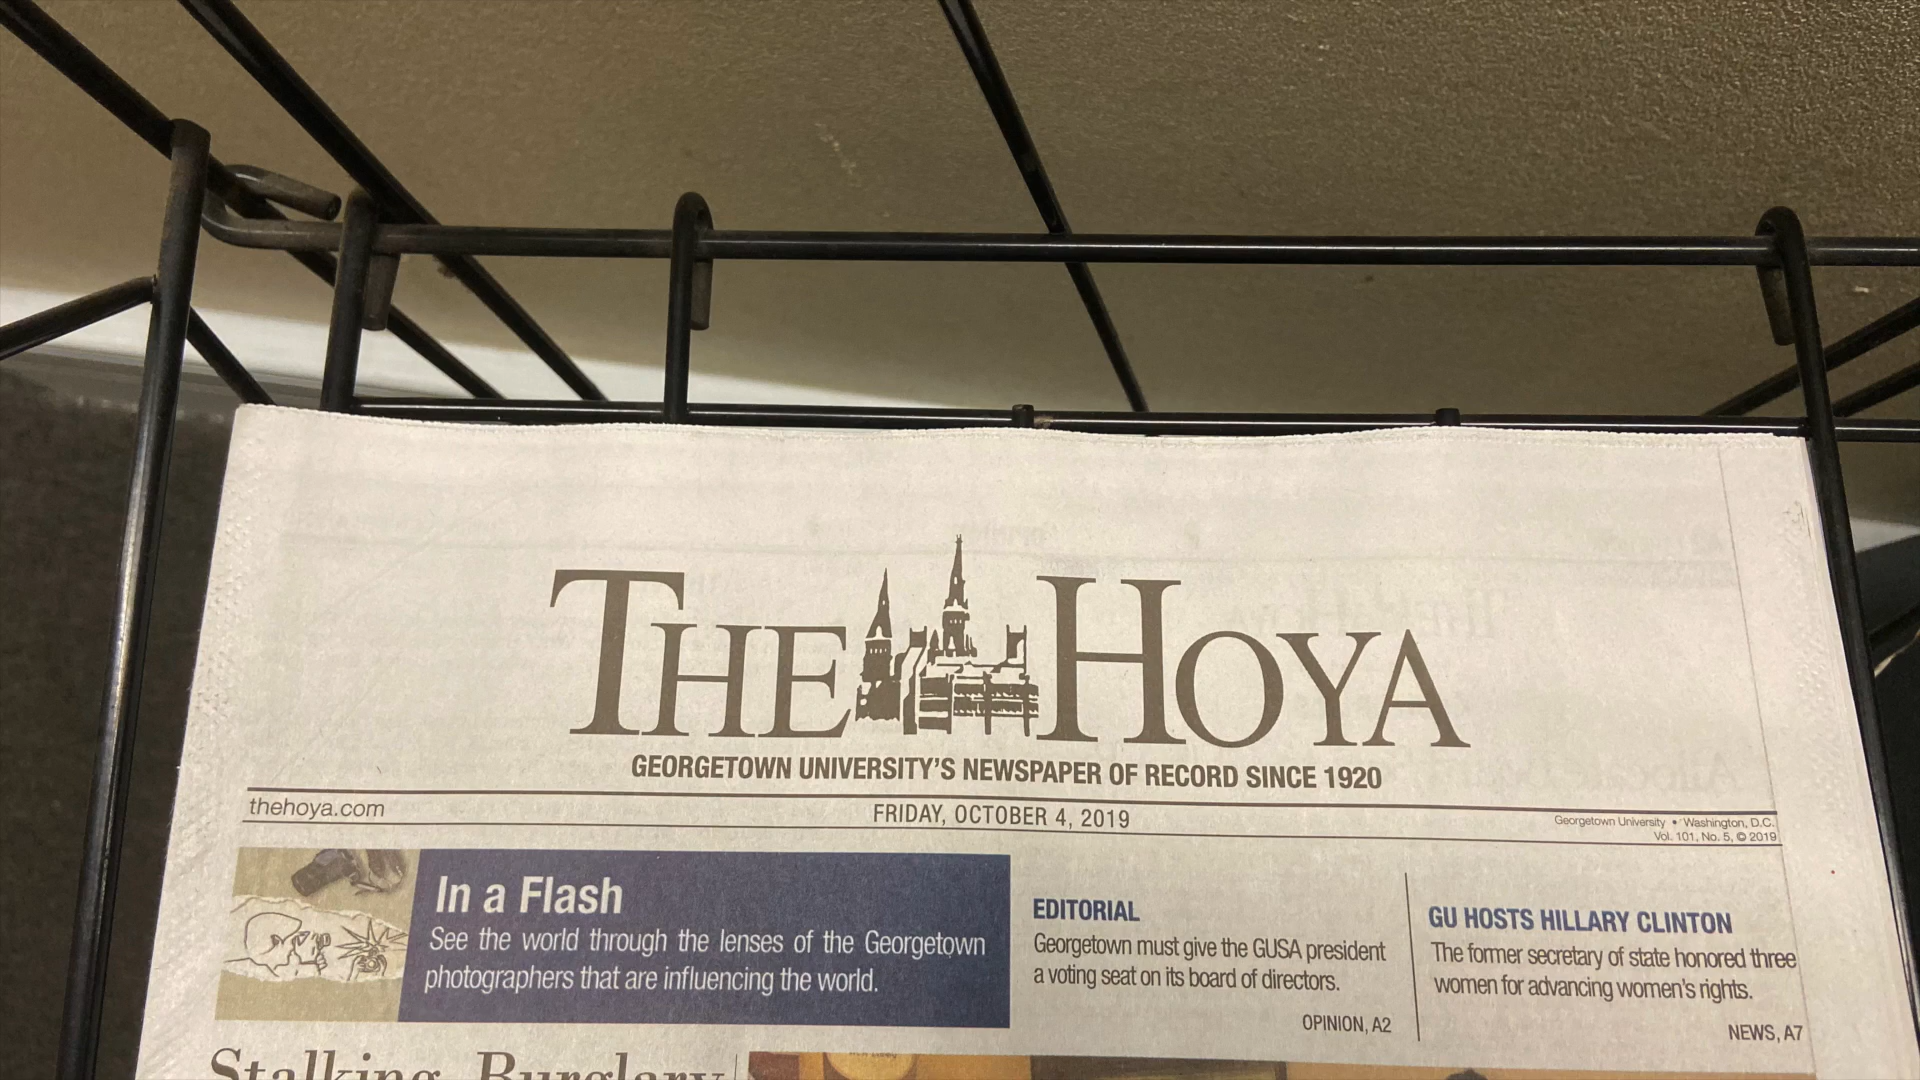 THE HOYA
GEORGETOWN UNIVERSITY'S NEWSPAPER OF RECORD SINCE 1920
thehoya.com
FRIDAY, OCTOBER 4, 2019
Georgetown University • Washington, D.C.
Vol. 101, No. 5, © 2019
In a Flash
See the world through the lenses of the Georgetown
photographers that are influencing the world.
EDITORIAL
Georgetown must give the GUSA president
a voting seat on its board of directors.
OPINION, A2
GU HOSTS HILLARY CLINTON
The former secretary of state honored three
women for advancing women's rights.
NEWS, A7
Stalking, Burglary